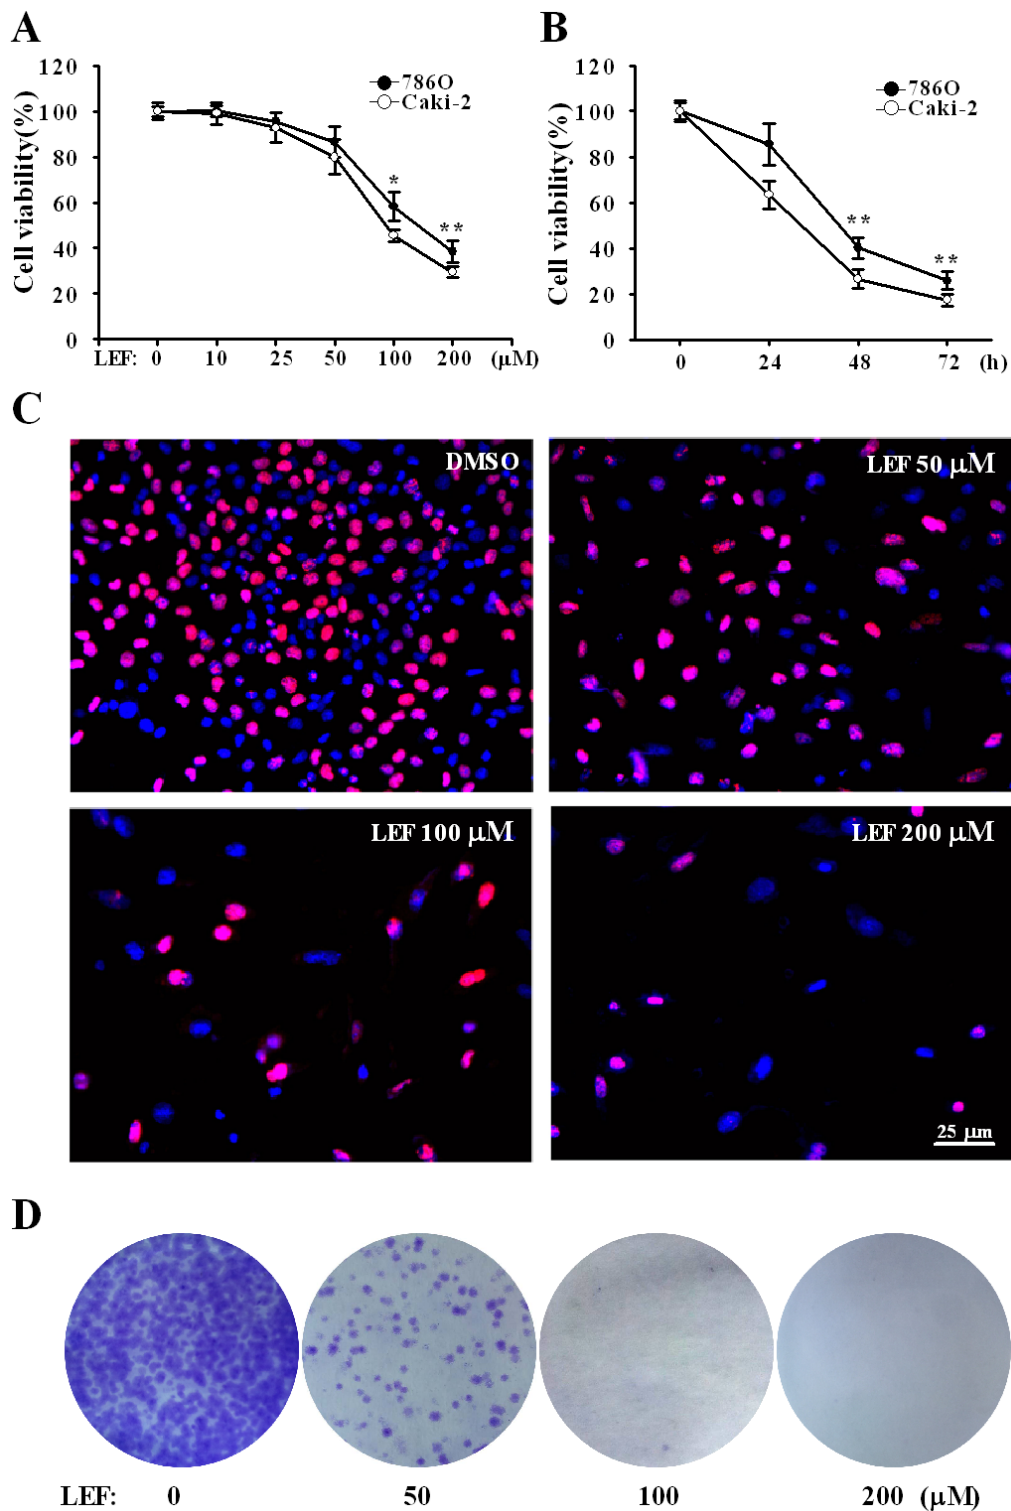 A
120
100
80
60
40
20
0
Cell viability(%)
786O
Caki-2
*
**
LEF: 0 10 25 50 100 200 (μM)
B
120
100
80
60
40
20
0
Cell viability(%)
786O
Caki-2
**
**
0 24 48 72 (h)
C
DMSO
LEF 50 μM
LEF 100 μM
LEF 200 μM
25 μm
D
LEF: 0 50 100 200 (μM)